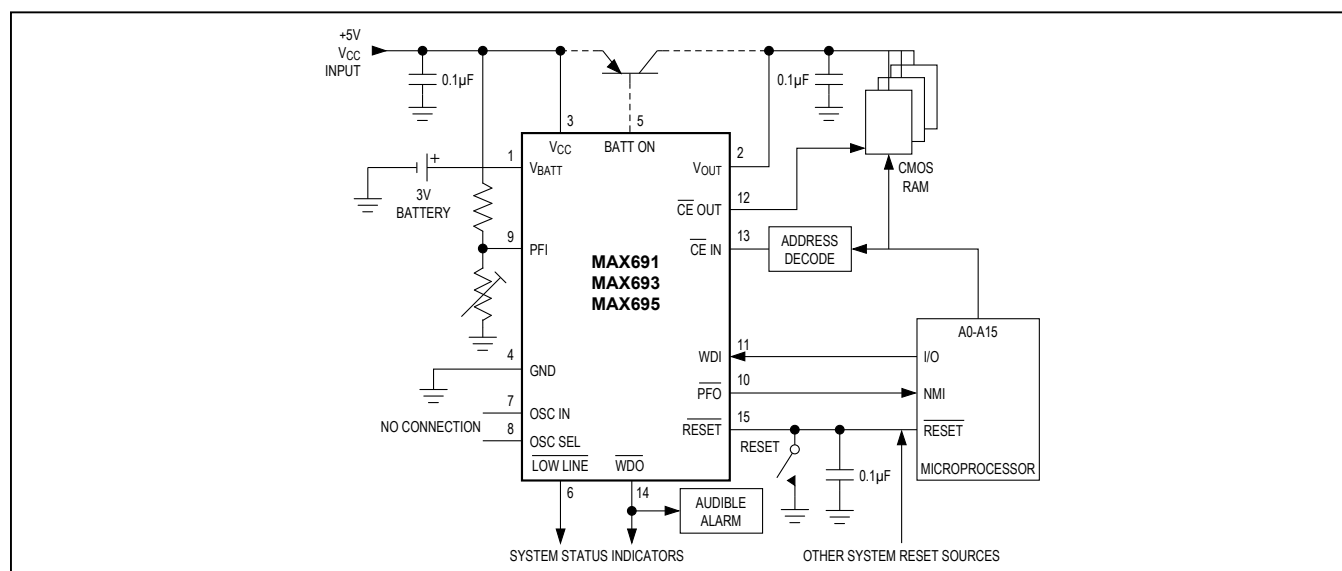 +5V
VCC
INPUT
0.1µF
0.1µF
3
5
VCC
BATT ON
1
VBATT
2
VOUT
3V
BATTERY
12
CE OUT
CMOS
RAM
9
PFI
13
CE IN
ADDRESS
DECODE
MAX691
MAX693
MAX695
A0-A15
4
GND
11
WDI
I/O
10
PFO
NMI
7
OSC IN
NO CONNECTION
8
OSC SEL
15
RESET
RESET
RESET
MICROPROCESSOR
0.1µF
LOW LINE
WDO
6
14
AUDIBLE
ALARM
SYSTEM STATUS INDICATORS
OTHER SYSTEM RESET SOURCES